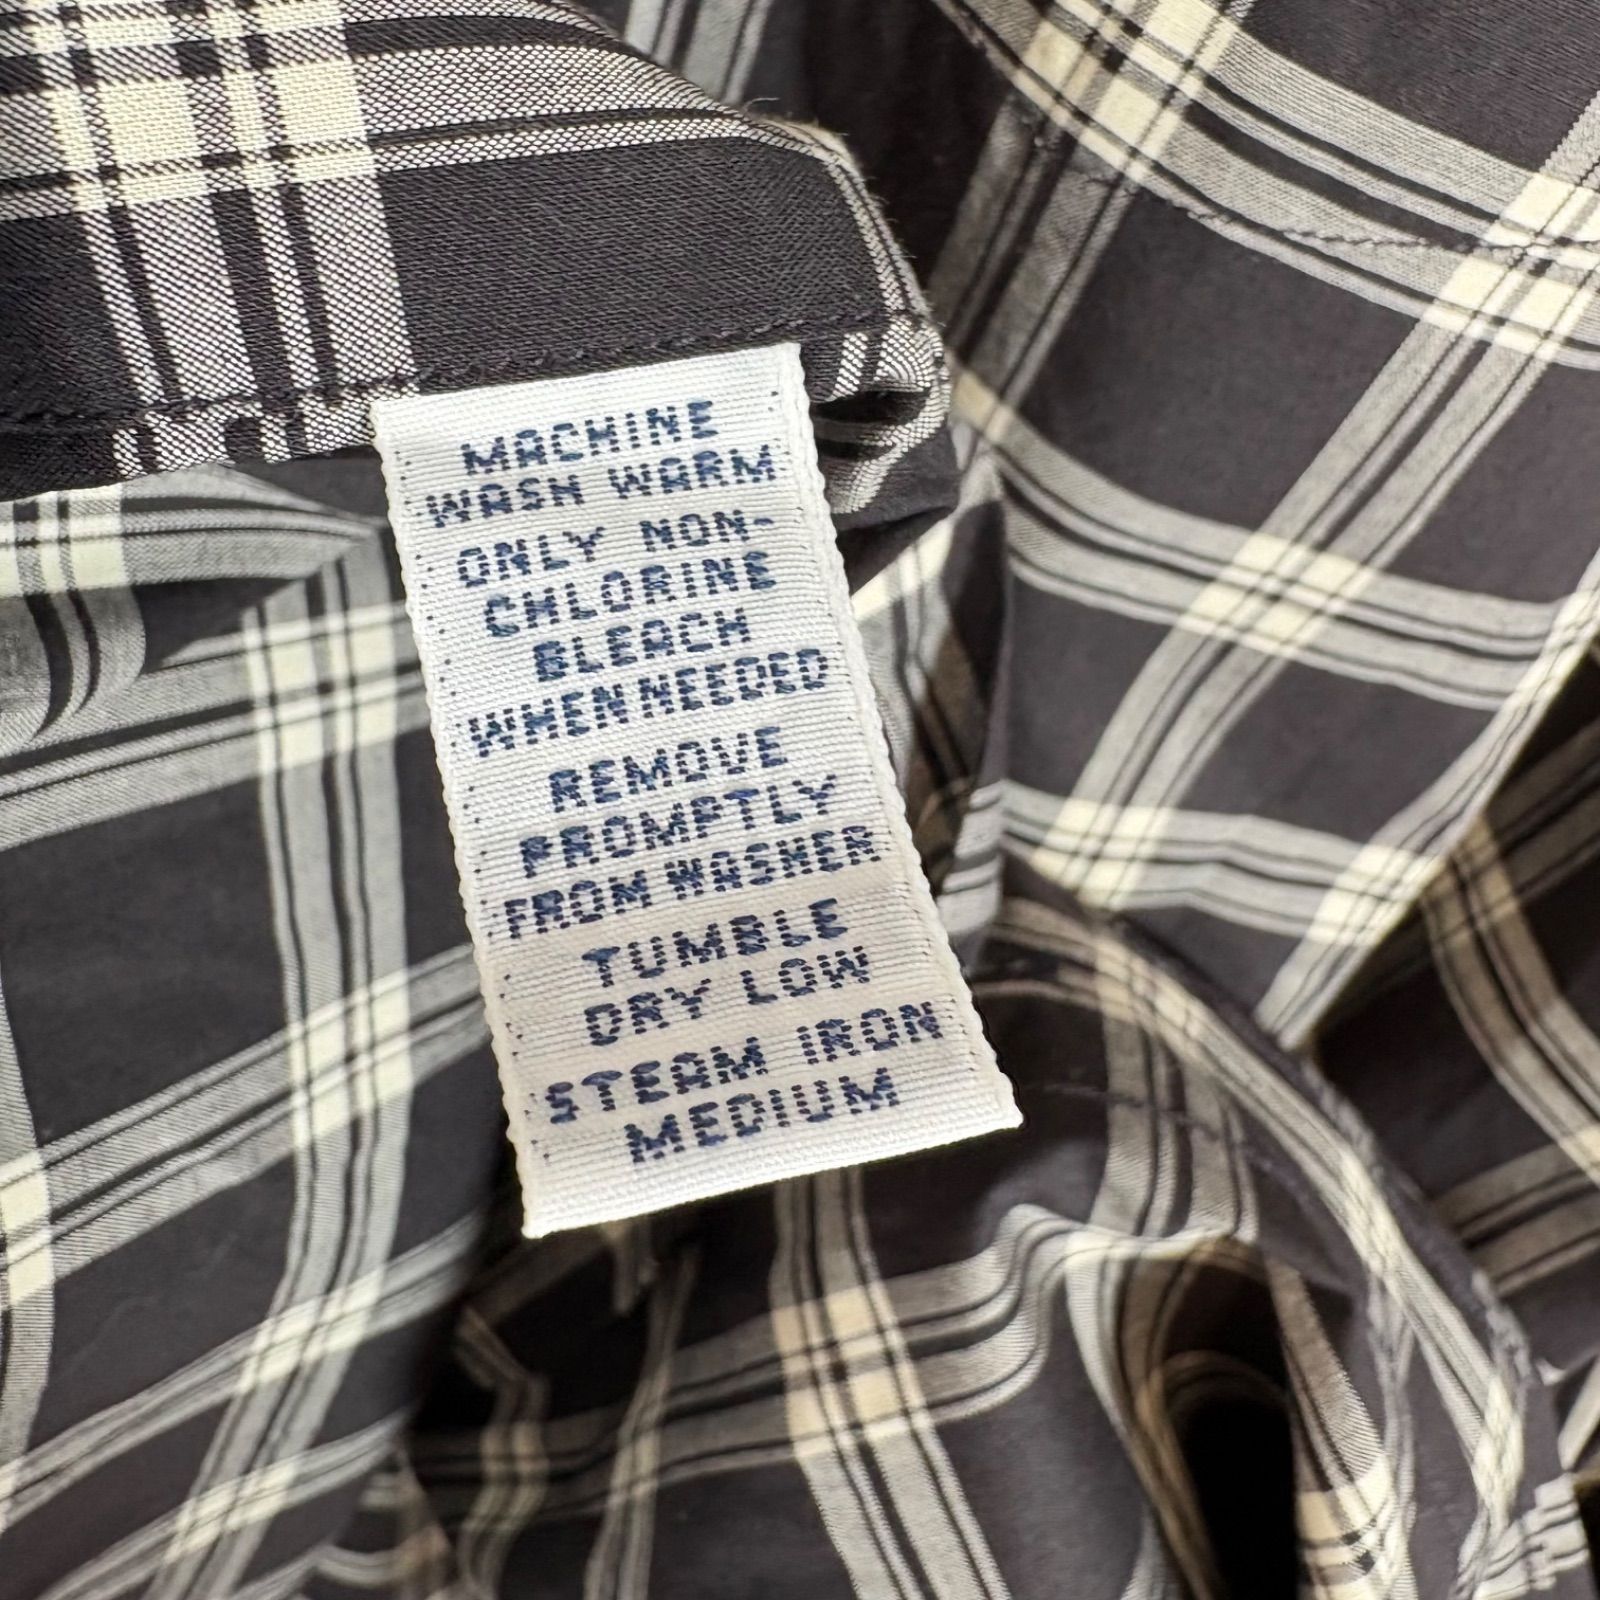 MACHINE
WASH WARM
ONLY NON-
CHLORINE
BLEACH
WHEN NEEDED
REMOVE
PROMPTLY
FROM WASHER
TUMBLE
DRY LOW
STEAM IRON
MEDIUM